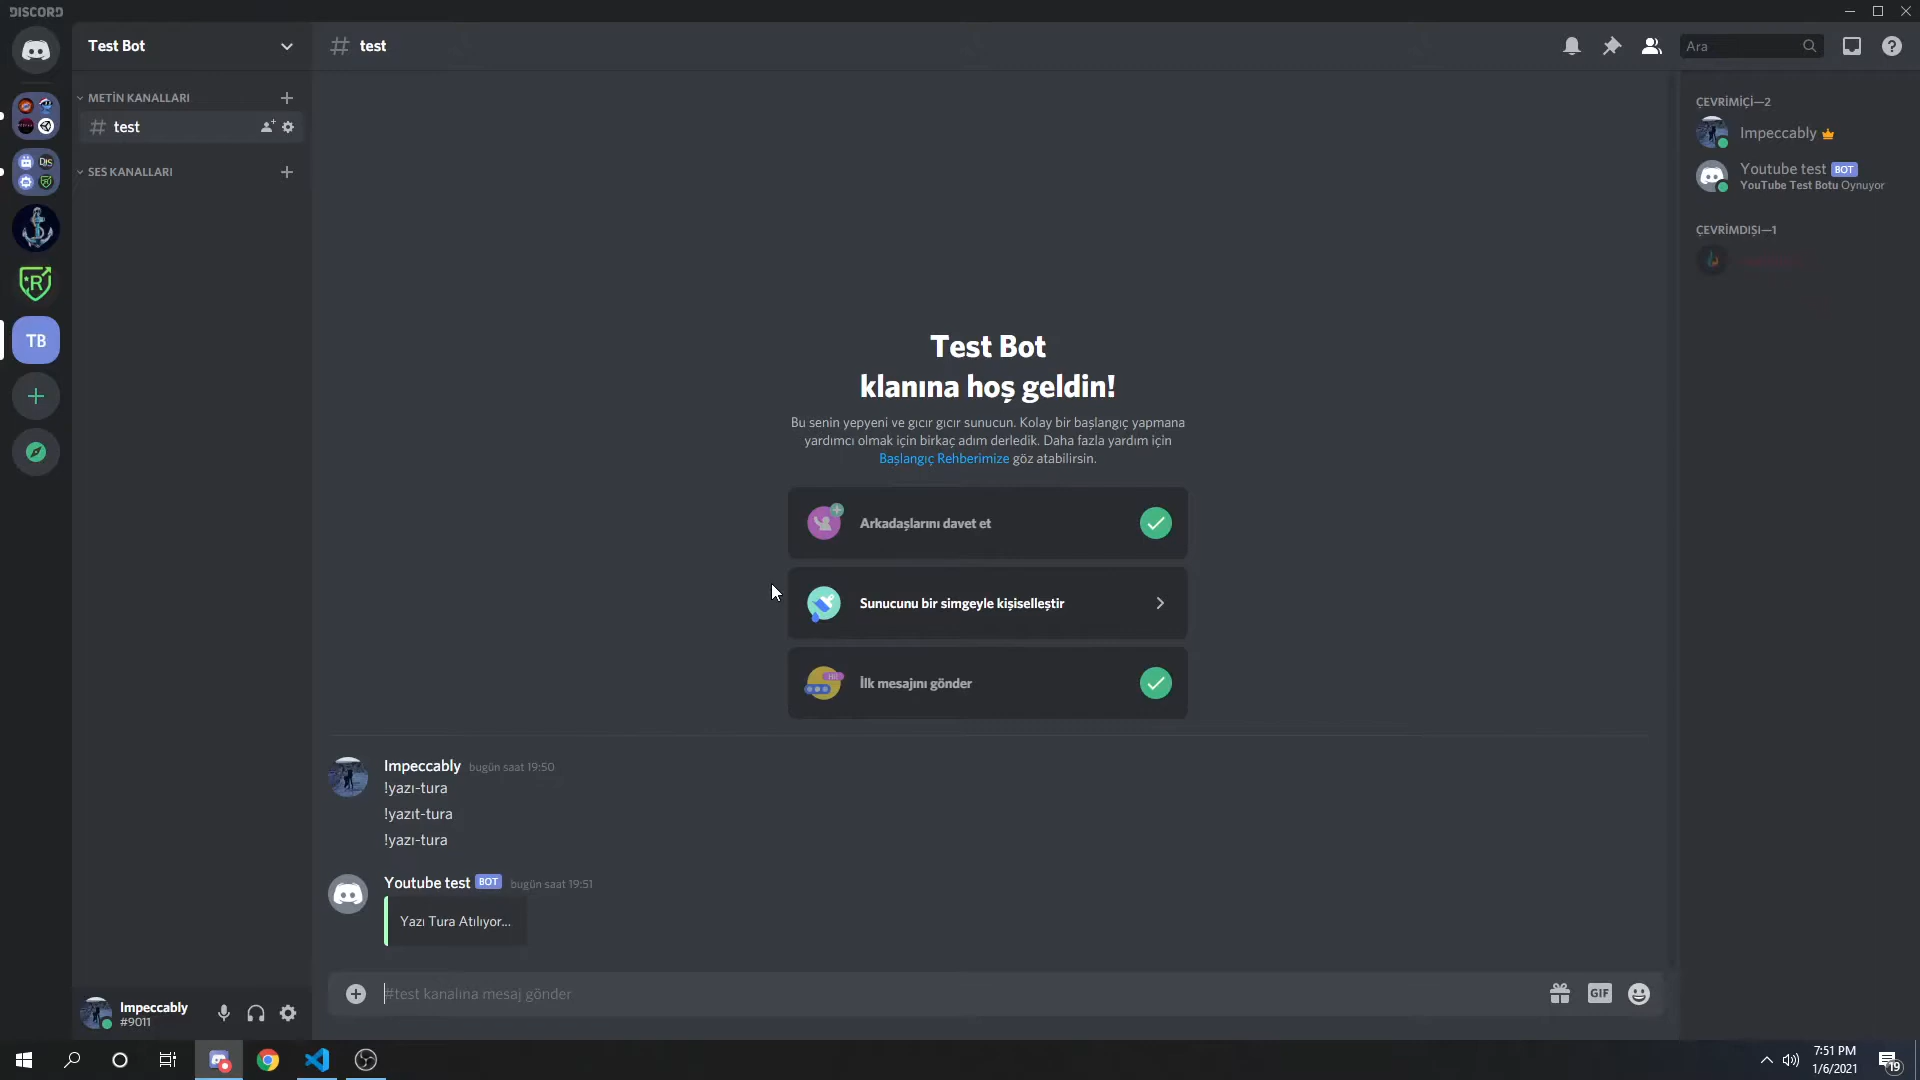 DISCORD
Test Bot
# test
Ara
METİN KANALLARI
# test
SES KANALLARI
TB
Test Bot
klanına hoş geldin!
Bu senin yepyeni ve gıcır gıcır sunucun. Kolay bir başlangıç yapmana
yardımcı olmak için birkaç adım derledik. Daha fazla yardım için
Başlangıç Rehberimize göz atabilirsin.
Arkadaşlarını davet et
Sunucunu bir simgeyle kişiselleştir
İlk mesajını gönder
Impeccably bugün saat 19:50
!yazı-tura
!yazıt-tura
!yazı-tura
Youtube test BOT bugün saat 19:51
Yazı Tura Atılıyor...
#test kanalına mesaj gönder
GIF
ÇEVRİMİÇİ—2
Impeccably
Youtube test BOT
YouTube Test Botu Oynuyor
ÇEVRİMDIŞI—1
Impeccably
#9011
7:51 PM
1/6/2021
19